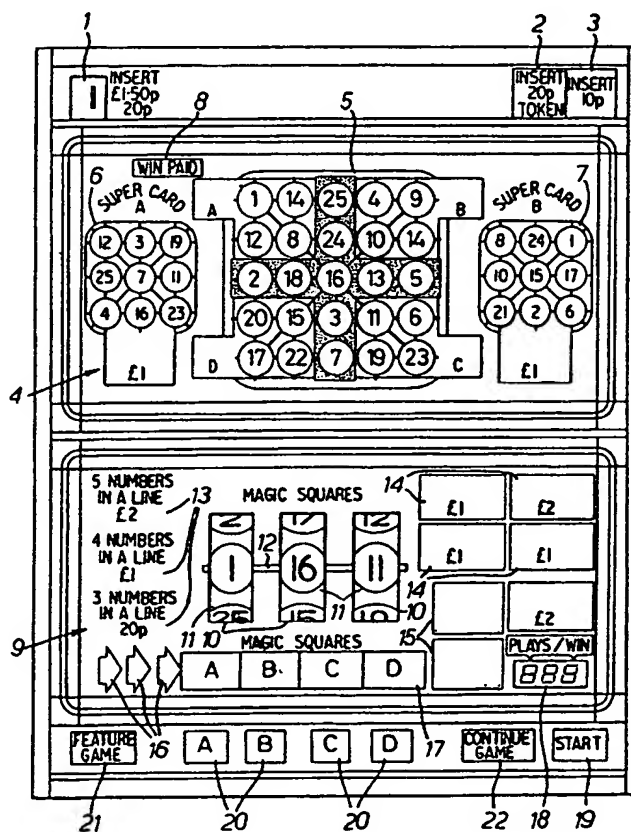 1
2
3
1
INSERT
£1·50p
20p
INSERT
20p
TOKEN
INSERT
10p
8
5
WIN PAID
6
SUPER CARD
A
7
SUPER CARD
B
A
1 14 25 4 9
B
12 8 24 10 14
2 18 16 13 5
20 15 3 11 6
D
17 22 7 19 23
C
12 3 19
25 7 11
4 16 23
£1
8 24 1
10 15 17
21 2 6
£1
4
5 NUMBERS
IN A LINE
£2
13
4 NUMBERS
IN A LINE
£1
3 NUMBERS
IN A LINE
20p
MAGIC SQUARES
2 17 12
12
1 16 11
11
10
11 10
MAGIC SQUARES
14
£1
£2
£1
£1
14
15
£2
9
16
A B C D
17
PLAYS/WIN
888
FEATURE
GAME
A B C D
CONTINUE
GAME
START
21
20
20
22
18
19